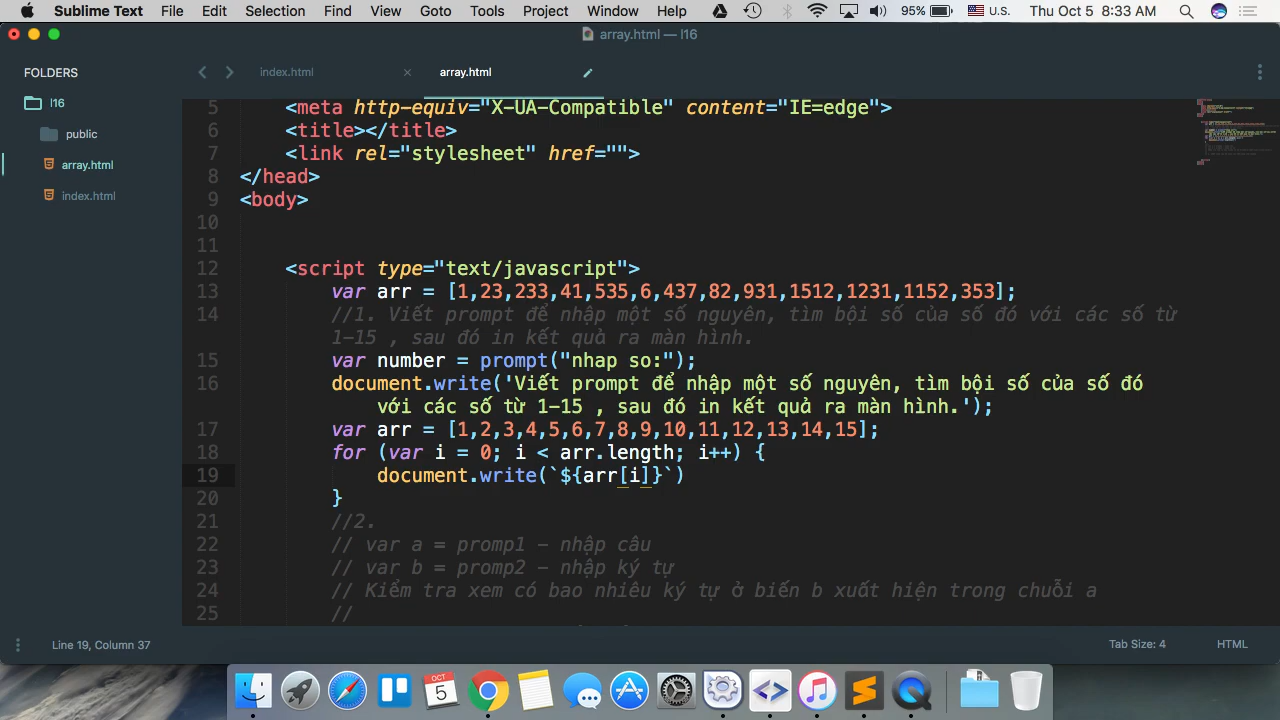 Sublime Text File Edit Selection Find View Goto Tools Project Window Help 95% U.S. Thu Oct 5 8:33 AM
array.html — l16
FOLDERS
l16
public
array.html
index.html
index.html × array.html
5 <meta http-equiv="X-UA-Compatible" content="IE=edge">
6 <title></title>
7 <link rel="stylesheet" href="">
8 </head>
9 <body>
10
11
12 <script type="text/javascript">
13 var arr = [1,23,233,41,535,6,437,82,931,1512,1231,1152,353];
14 //1. Viết prompt để nhập một số nguyên, tìm bội số của số đó với các số từ
1-15 , sau đó in kết quả ra màn hình.
15 var number = prompt("nhap so:");
16 document.write('Viết prompt để nhập một số nguyên, tìm bội số của số đó
với các số từ 1-15 , sau đó in kết quả ra màn hình.');
17 var arr = [1,2,3,4,5,6,7,8,9,10,11,12,13,14,15];
18 for (var i = 0; i < arr.length; i++) {
19 document.write(`${arr[i]}`)
20 }
21 //2.
22 // var a = promp1 - nhập câu
23 // var b = promp2 - nhập ký tự
24 // Kiểm tra xem có bao nhiêu ký tự ở biến b xuất hiện trong chuỗi a
25 //
Line 19, Column 37 Tab Size: 4 HTML
OCT
5